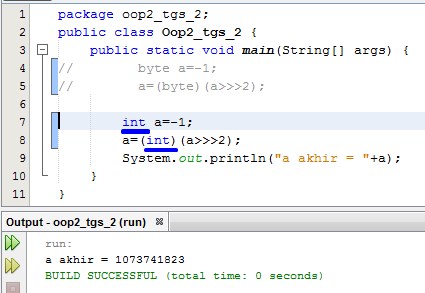 1 package oop2_tgs_2;
2 public class Oop2_tgs_2 {
3 public static void main(String[] args) {
4 // byte a=-1;
5 // a=(byte)(a>>>2);
6
7 int a=-1;
8 a=(int)(a>>>2);
9 System.out.println("a akhir = "+a);
10 }
11 }
Output - oop2_tgs_2 (run)
run:
a akhir = 1073741823
BUILD SUCCESSFUL (total time: 0 seconds)